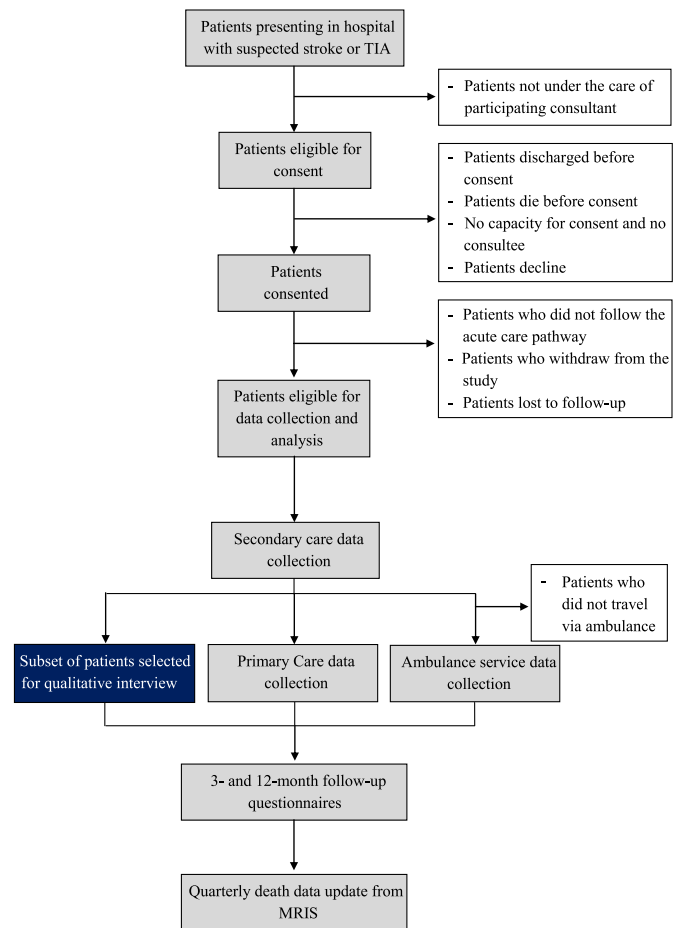 Patients presenting in hospital
with suspected stroke or TIA
- Patients not under the care of
participating consultant
Patients eligible for
consent
- Patients discharged before
consent
- Patients die before consent
- No capacity for consent and no
consultee
- Patients decline
Patients
consented
- Patients who did not follow the
acute care pathway
- Patients who withdraw from the
study
- Patients lost to follow-up
Patients eligible for
data collection and
analysis
Secondary care data
collection
- Patients who
did not travel
via ambulance
Subset of patients selected
for qualitative interview
Primary Care data
collection
Ambulance service data
collection
3- and 12-month follow-up
questionnaires
Quarterly death data update from
MRIS